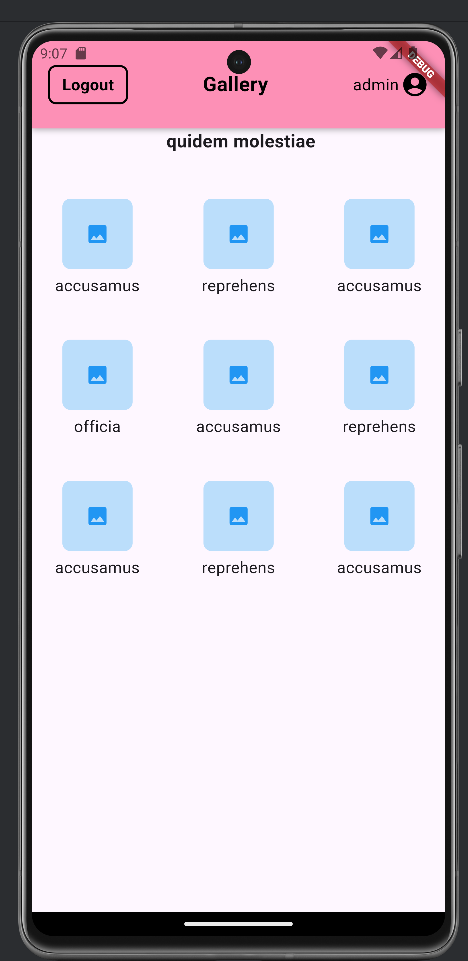 9:07
DEBUG
Logout
Gallery
admin
quidem molestiae
accusamus
reprehens
accusamus
officia
accusamus
reprehens
accusamus
reprehens
accusamus